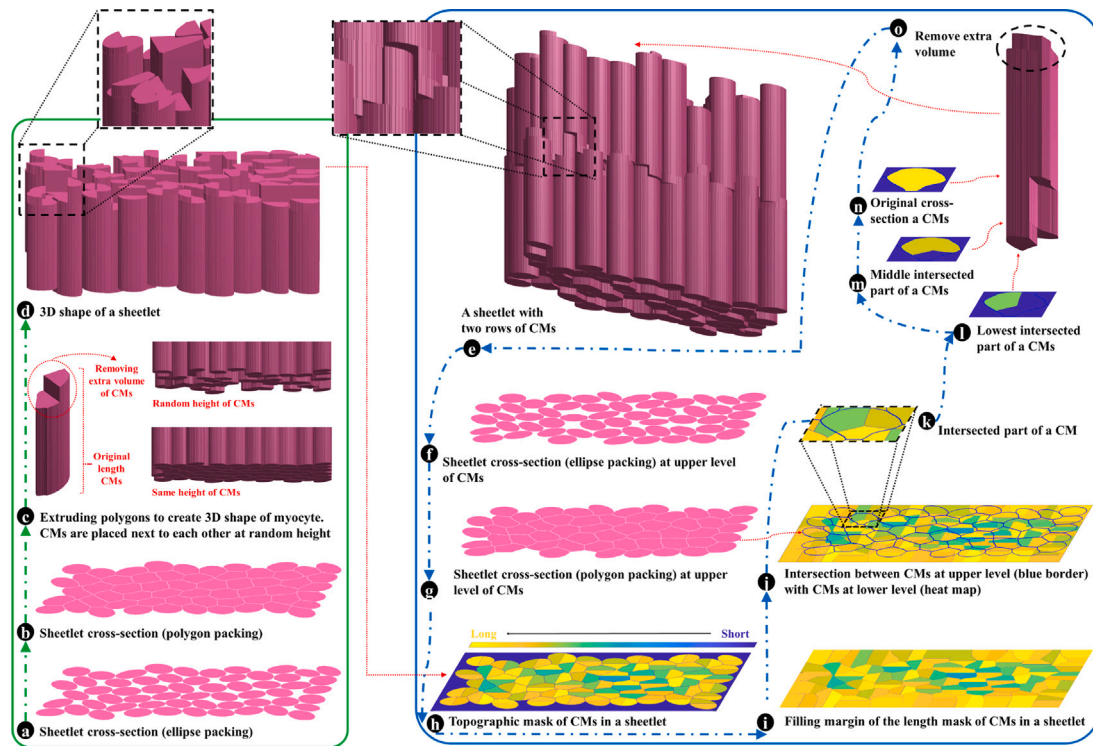 d 3D shape of a sheetlet
Removing
extra volume
of CMs
Random height of CMs
Original
length
CMs
Same height of CMs
c Extruding polygons to create 3D shape of myocyte.
CMs are placed next to each other at random height
b Sheetlet cross-section (polygon packing)
a Sheetlet cross-section (ellipse packing)
o Remove extra
volume
n Original cross-
section a CMs
m Middle intersected
part of a CMs
l Lowest intersected
part of a CMs
A sheetlet with
two rows of CMs
e
k Intersected part of a CM
f Sheetlet cross-section (ellipse packing) at upper level
of CMs
Sheetlet cross-section (polygon packing) at upper
g level of CMs
j Intersection between CMs at upper level (blue border)
with CMs at lower level (heat map)
Long Short
h Topographic mask of CMs in a sheetlet
i Filling margin of the length mask of CMs in a sheetlet